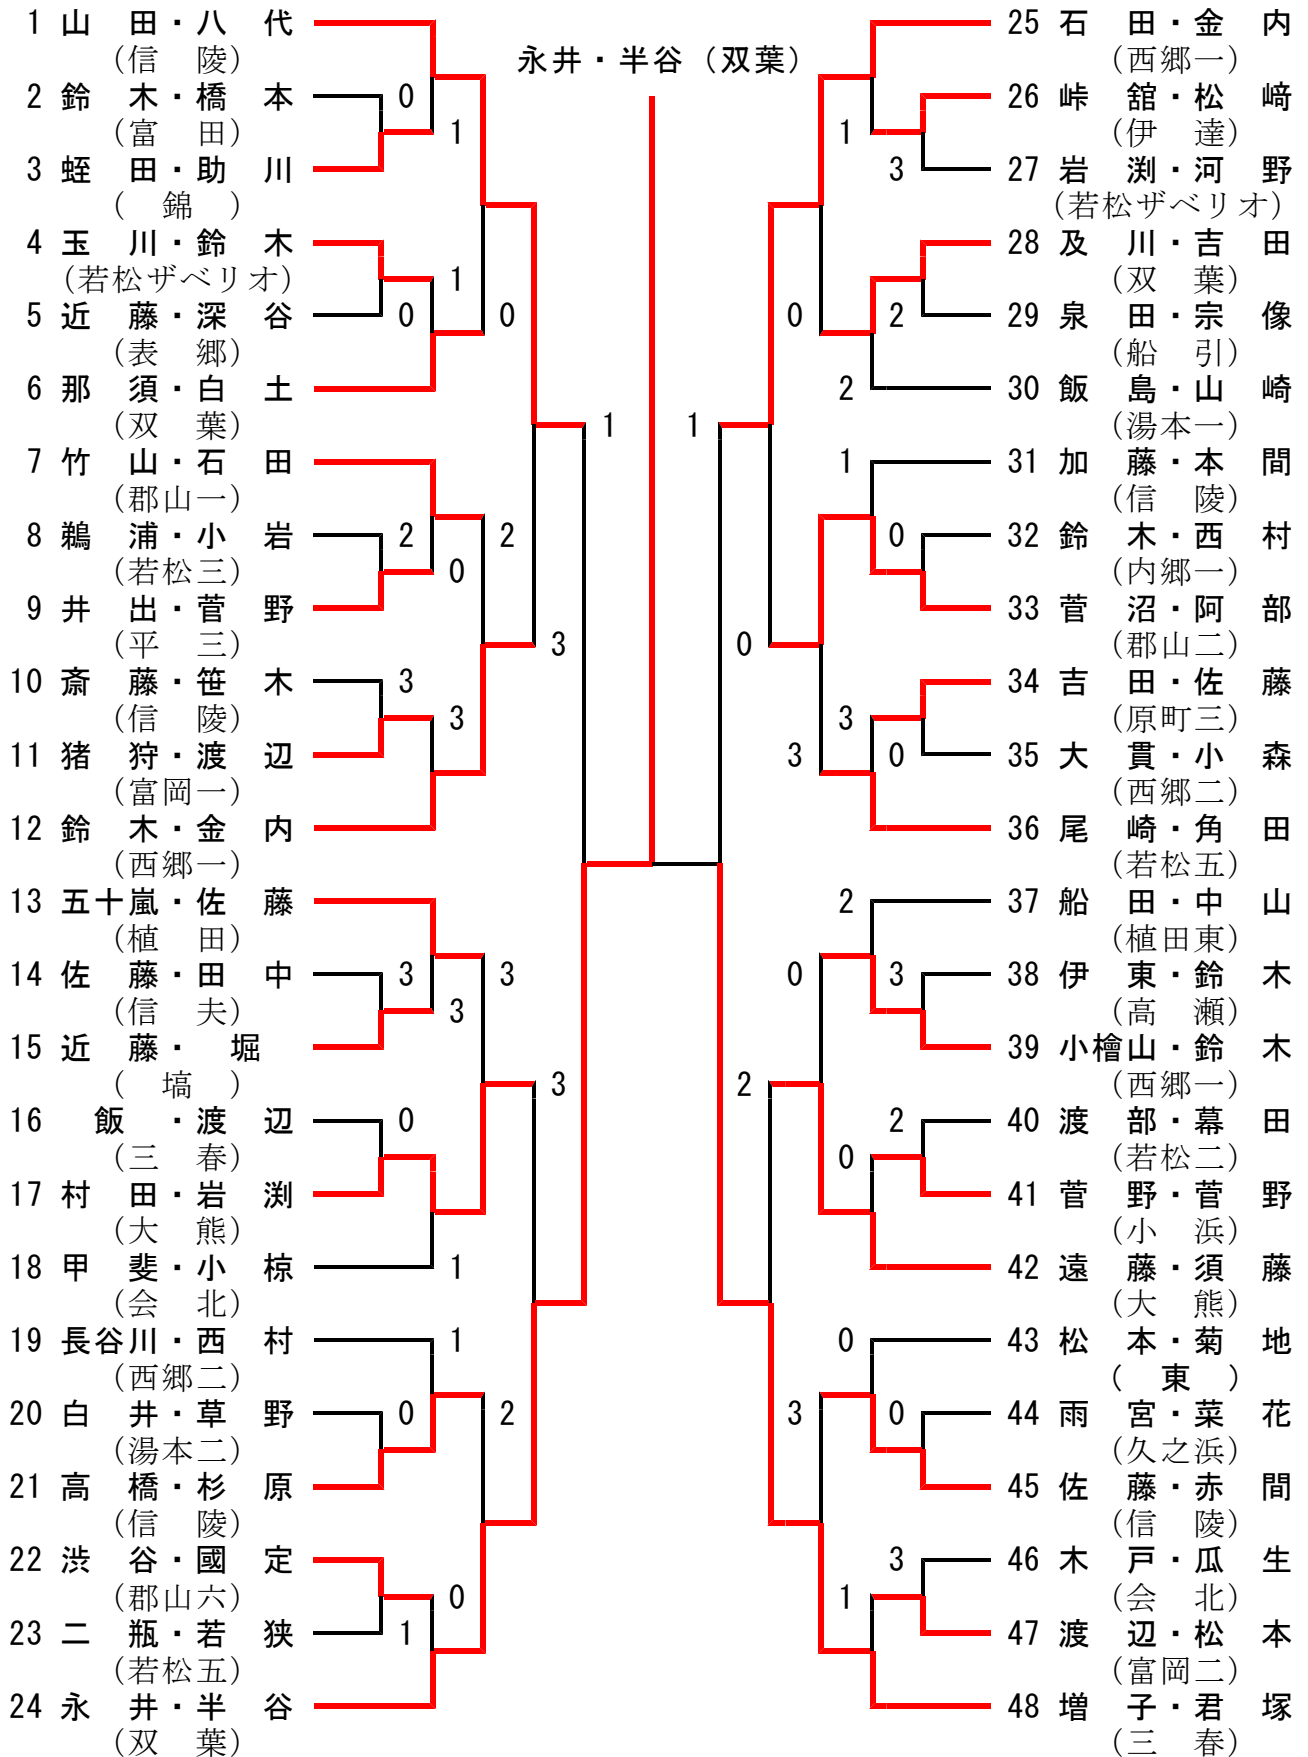 永井・半谷（双葉）
1 山 田・八 代
（信 陵）
0
2 鈴 木・橋 本
（富 田）
1
3 蛭 田・助 川
（ 錦 ）
4 玉 川・鈴 木
（若松ザベリオ）
1
5 近 藤・深 谷
0
0
（表 郷）
6 那 須・白 土
（双 葉）
1
7 竹 山・石 田
（郡山一）
8 鵜 浦・小 岩
2
2
（若松三）
0
9 井 出・菅 野
（平 三）
3
10 斎 藤・笹 木
3
（信 陵）
3
11 猪 狩・渡 辺
（富岡一）
12 鈴 木・金 内
（西郷一）
13 五十嵐・佐 藤
（植 田）
14 佐 藤・田 中
3
3
（信 夫）
3
15 近 藤・ 堀
（ 塙 ）
3
16 飯 ・渡 辺
0
（三 春）
17 村 田・岩 渕
（大 熊）
18 甲 斐・小 椋
1
（会 北）
19 長谷川・西 村
1
（西郷二）
20 白 井・草 野
0
2
（湯本二）
21 高 橋・杉 原
（信 陵）
22 渋 谷・國 定
（郡山六）
0
23 二 瓶・若 狭
1
（若松五）
24 永 井・半 谷
（双 葉）
25 石 田・金 内
（西郷一）
26 峠 舘・松 﨑
（伊 達）
1
3
27 岩 渕・河 野
（若松ザベリオ）
28 及 川・吉 田
（双 葉）
0
2
29 泉 田・宗 像
（船 引）
2
30 飯 島・山 崎
（湯本一）
1
1
31 加 藤・本 間
（信 陵）
0
32 鈴 木・西 村
（内郷一）
33 菅 沼・阿 部
（郡山二）
0
34 吉 田・佐 藤
（原町三）
3
3
0
35 大 貫・小 森
（西郷二）
36 尾 崎・角 田
（若松五）
2
37 船 田・中 山
（植田東）
0
3
38 伊 東・鈴 木
（高 瀬）
39 小檜山・鈴 木
（西郷一）
2
2
40 渡 部・幕 田
（若松二）
0
41 菅 野・菅 野
（小 浜）
42 遠 藤・須 藤
（大 熊）
0
43 松 本・菊 地
（ 東 ）
3
0
44 雨 宮・菜 花
（久之浜）
45 佐 藤・赤 間
（信 陵）
3
46 木 戸・瓜 生
（会 北）
1
47 渡 辺・松 本
（富岡二）
48 増 子・君 塚
（三 春）